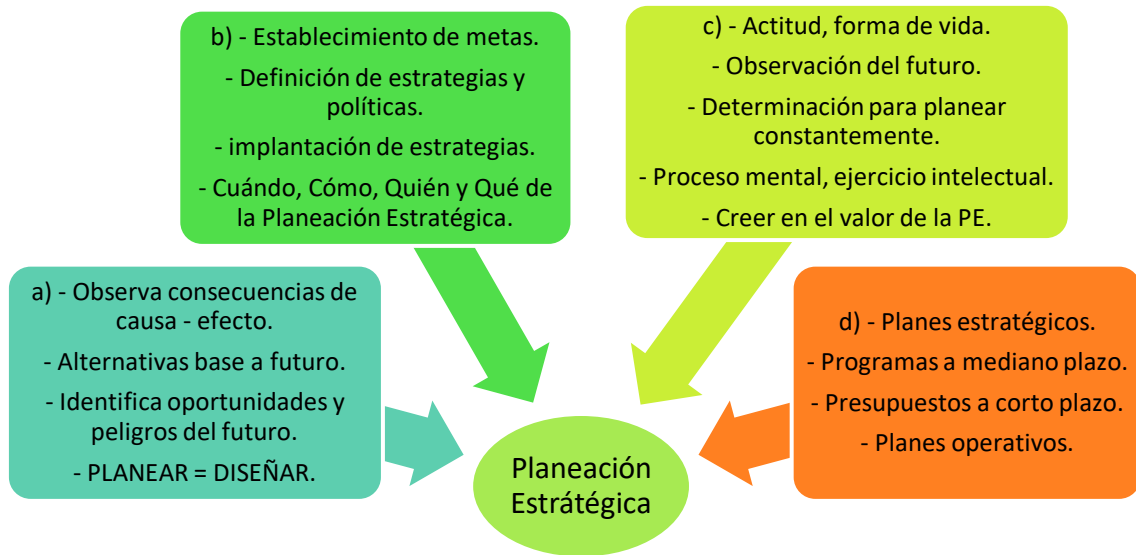 b) - Establecimiento de metas.
- Definición de estrategias y
políticas.
- implantación de estrategias.
- Cuándo, Cómo, Quién y Qué de
la Planeación Estratégica.
c) - Actitud, forma de vida.
- Observación del futuro.
- Determinación para planear
constantemente.
- Proceso mental, ejercicio intelectual.
- Creer en el valor de la PE.
a) - Observa consecuencias de
causa - efecto.
- Alternativas base a futuro.
- Identifica oportunidades y
peligros del futuro.
- PLANEAR = DISEÑAR.
d) - Planes estratégicos.
- Programas a mediano plazo.
- Presupuestos a corto plazo.
- Planes operativos.
Planeación
Estrátégica